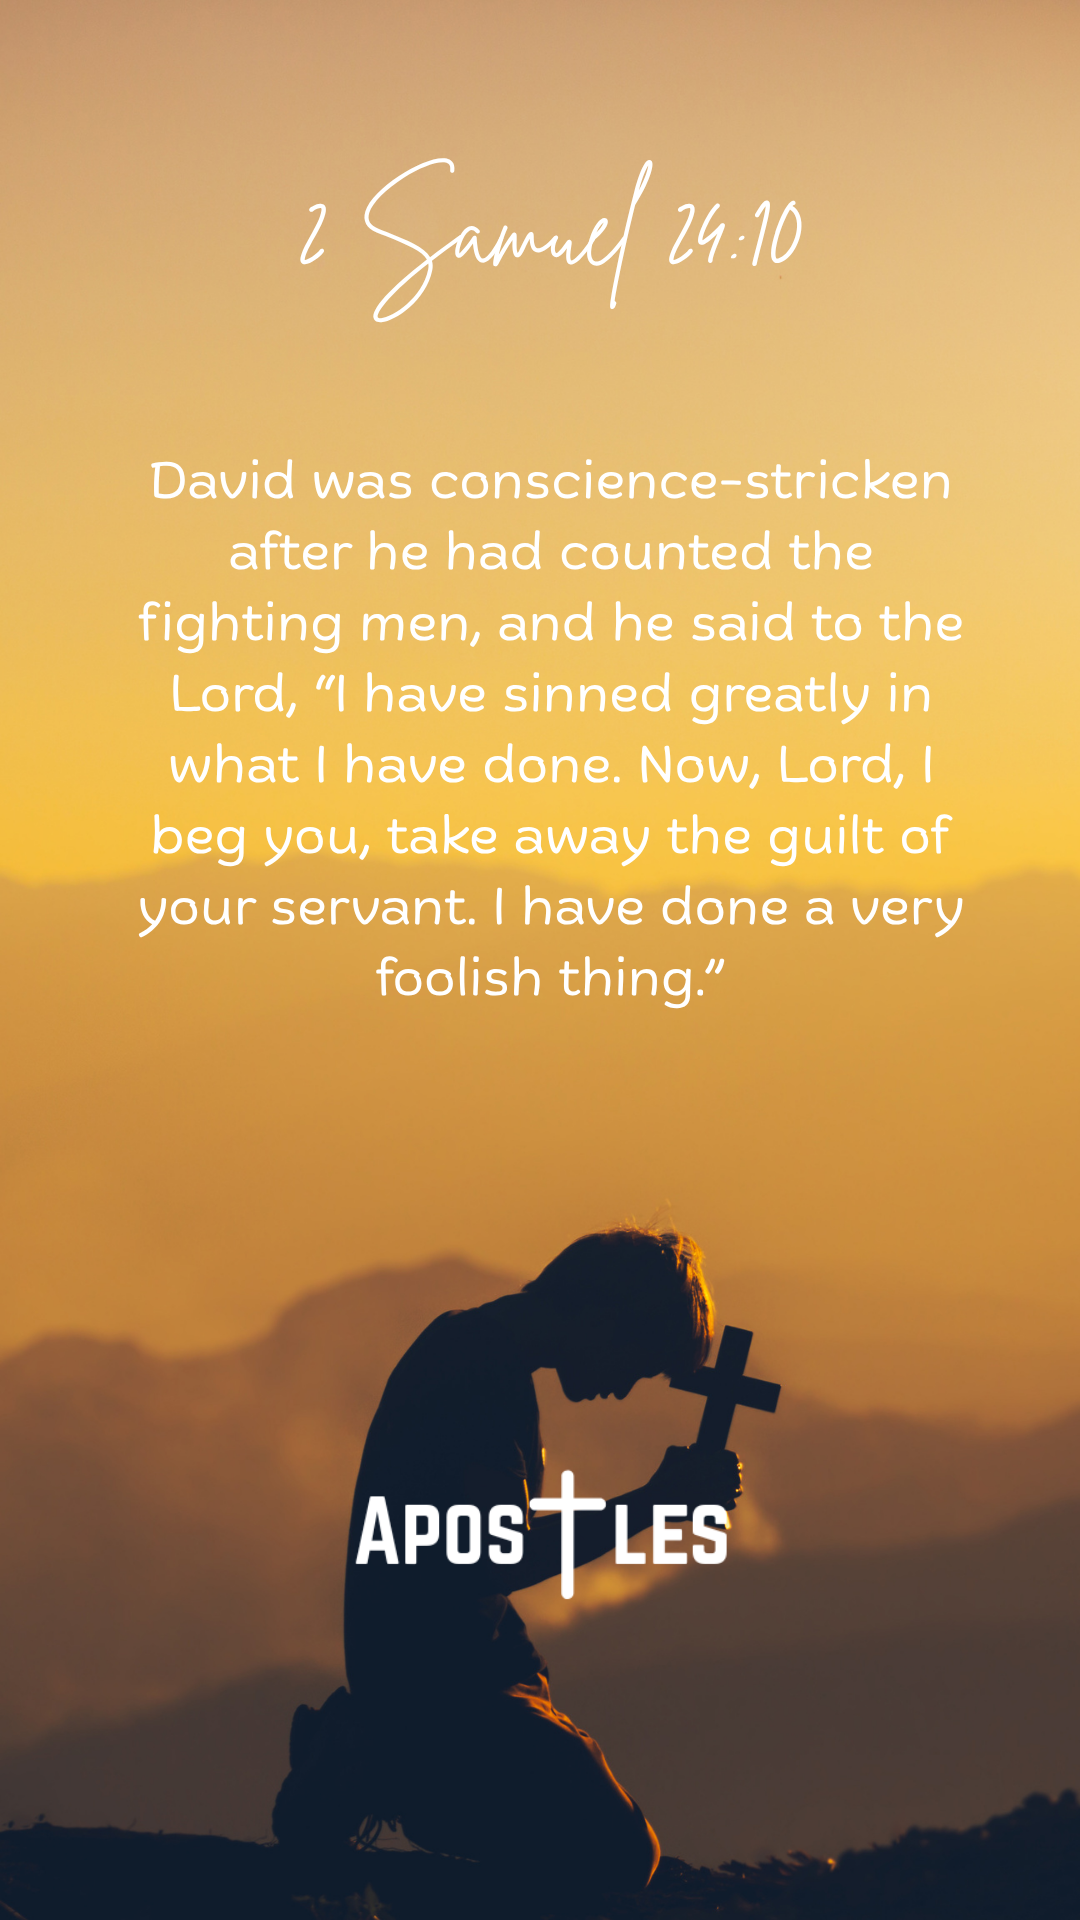 2 Samuel 24:10
David was conscience-stricken
after he had counted the
fighting men, and he said to the
Lord, “I have sinned greatly in
what I have done. Now, Lord, I
beg you, take away the guilt of
your servant. I have done a very
foolish thing.”
Apostles